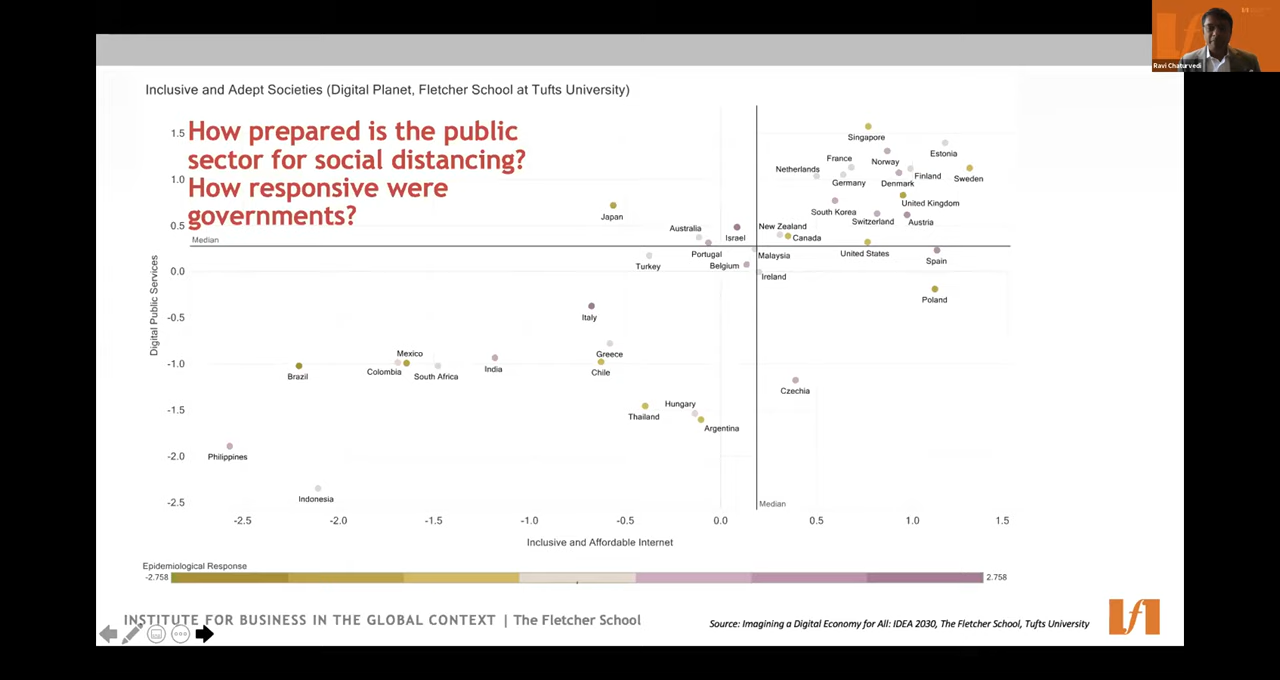 Ravi Chaturvedi
Inclusive and Adept Societies (Digital Planet, Fletcher School at Tufts University)
How prepared is the public
sector for social distancing?
How responsive were
governments?
Digital Public Services
1.5
1.0
0.5
0.0
-0.5
-1.0
-1.5
-2.0
-2.5
Median
Singapore
Estonia
Norway
France
Netherlands
Germany
Denmark
Finland
Sweden
United Kingdom
South Korea
Switzerland
Austria
Japan
Australia
Israel
New Zealand
Canada
Portugal
Malaysia
United States
Spain
Turkey
Belgium
Ireland
Poland
Italy
Greece
Mexico
Brazil
Colombia
South Africa
India
Chile
Czechia
Thailand
Hungary
Argentina
Philippines
Indonesia
Median
-2.5 -2.0 -1.5 -1.0 -0.5 0.0 0.5 1.0 1.5
Inclusive and Affordable Internet
Epidemiological Response
-2.758 2.758
INSTITUTE FOR BUSINESS IN THE GLOBAL CONTEXT | The Fletcher School
Source: Imagining a Digital Economy for All: IDEA 2030, The Fletcher School, Tufts University